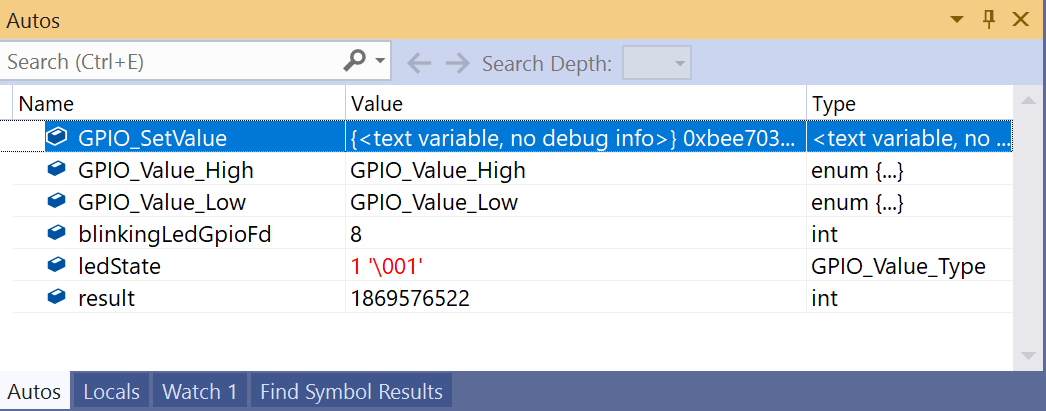 Autos
Search (Ctrl+E) Search Depth:
Name Value Type
GPIO_SetValue {<text variable, no debug info>} 0xbee703... <text variable, no ...
GPIO_Value_High GPIO_Value_High enum {...}
GPIO_Value_Low GPIO_Value_Low enum {...}
blinkingLedGpioFd 8 int
ledState 1 '\001' GPIO_Value_Type
result 1869576522 int
Autos Locals Watch 1 Find Symbol Results